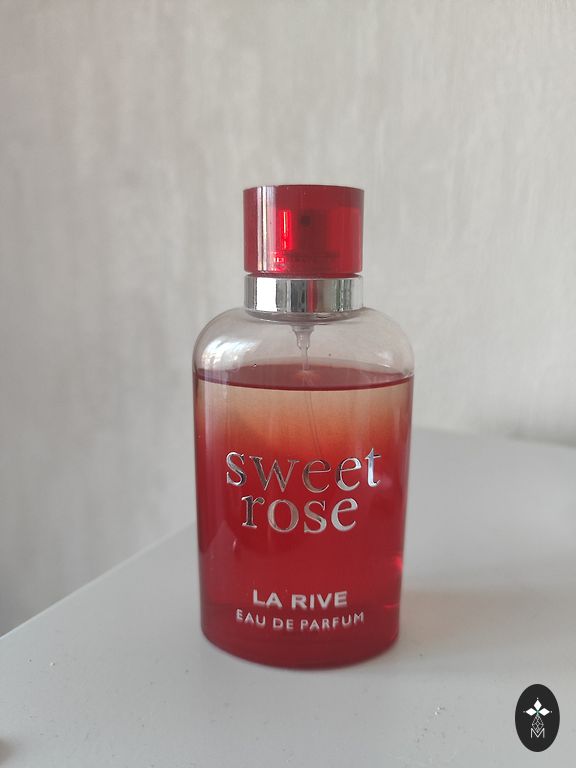 sweet
rose
LA RIVE
EAU DE PARFUM
M